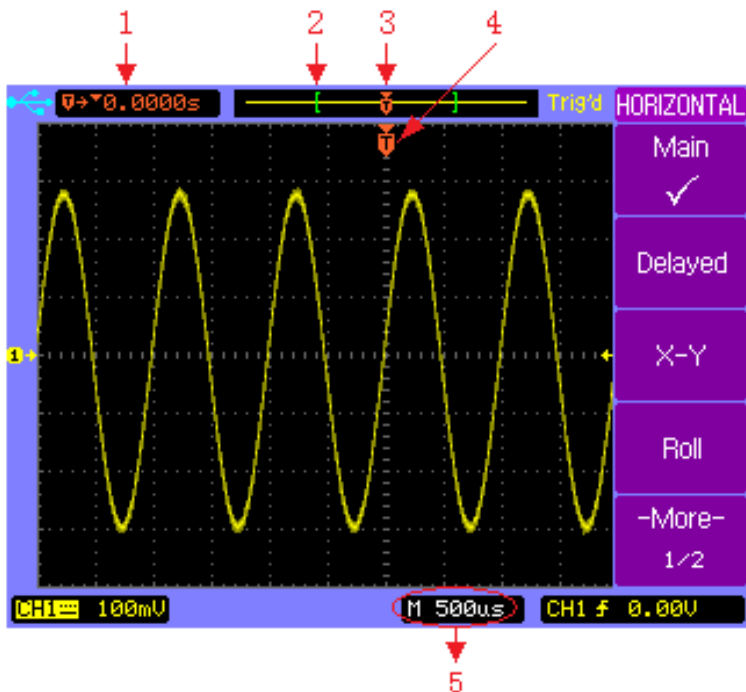 1 2 3 4
T→▼0.0000s
T
Trig'd
HORIZONTAL
T
Main
✓
Delayed
1
X-Y
Roll
-More-
1/2
CH1 100mV
M 500us
CH1 0.00V
5